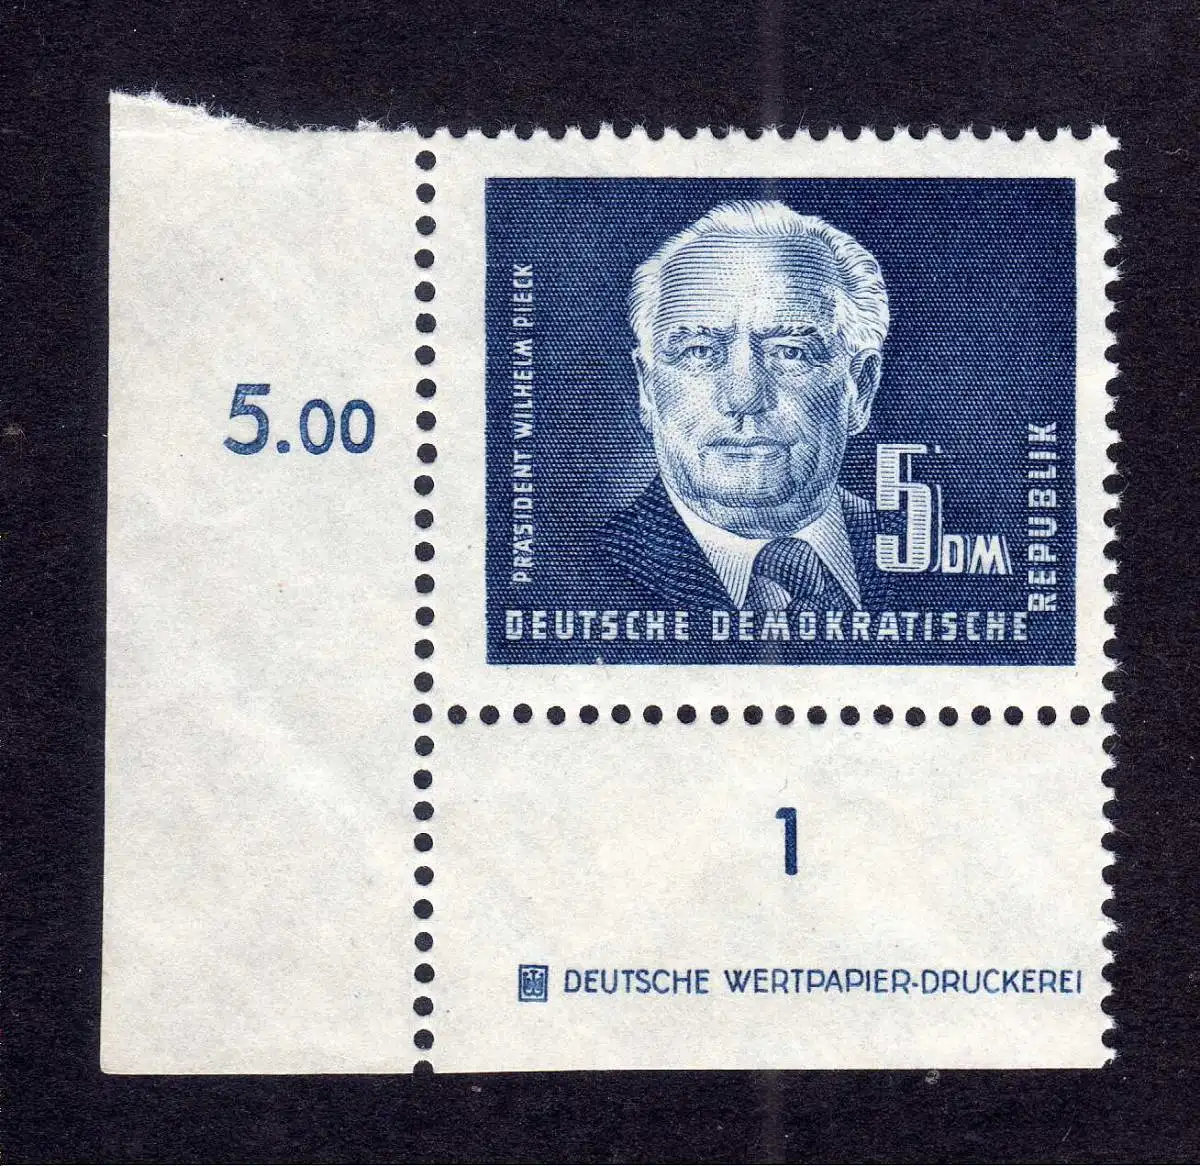 5.00
PRÄSIDENT WILHELM PIECK
5 DM
DEUTSCHE DEMOKRATISCHE
REPUBLIK
1
DEUTSCHE WERTPAPIER-DRUCKEREI